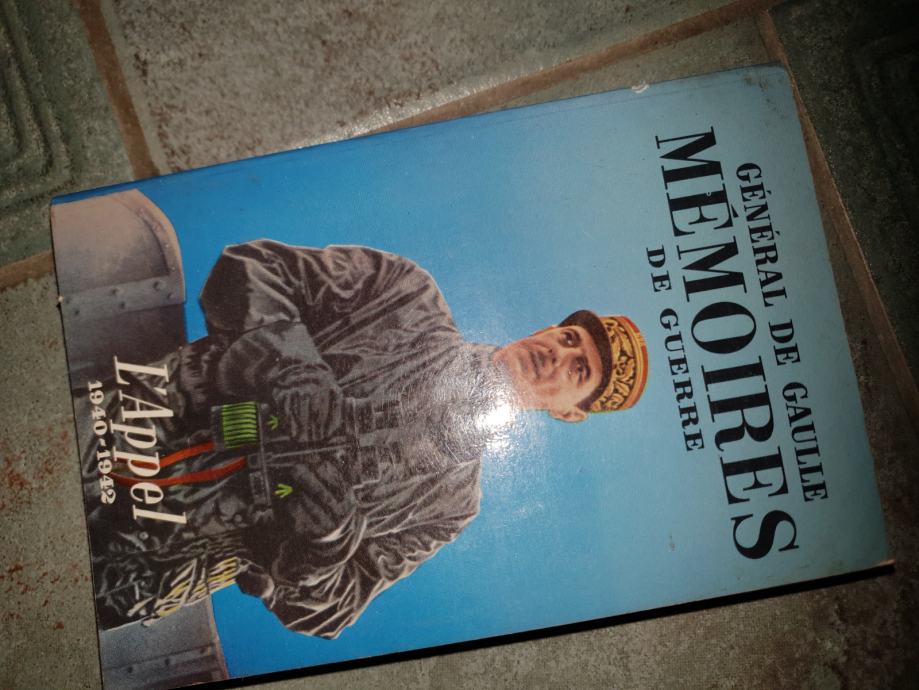 GÉNÉRAL DE GAULLE
MÉMOIRES
DE GUERRE
L'Appel
1940-1942